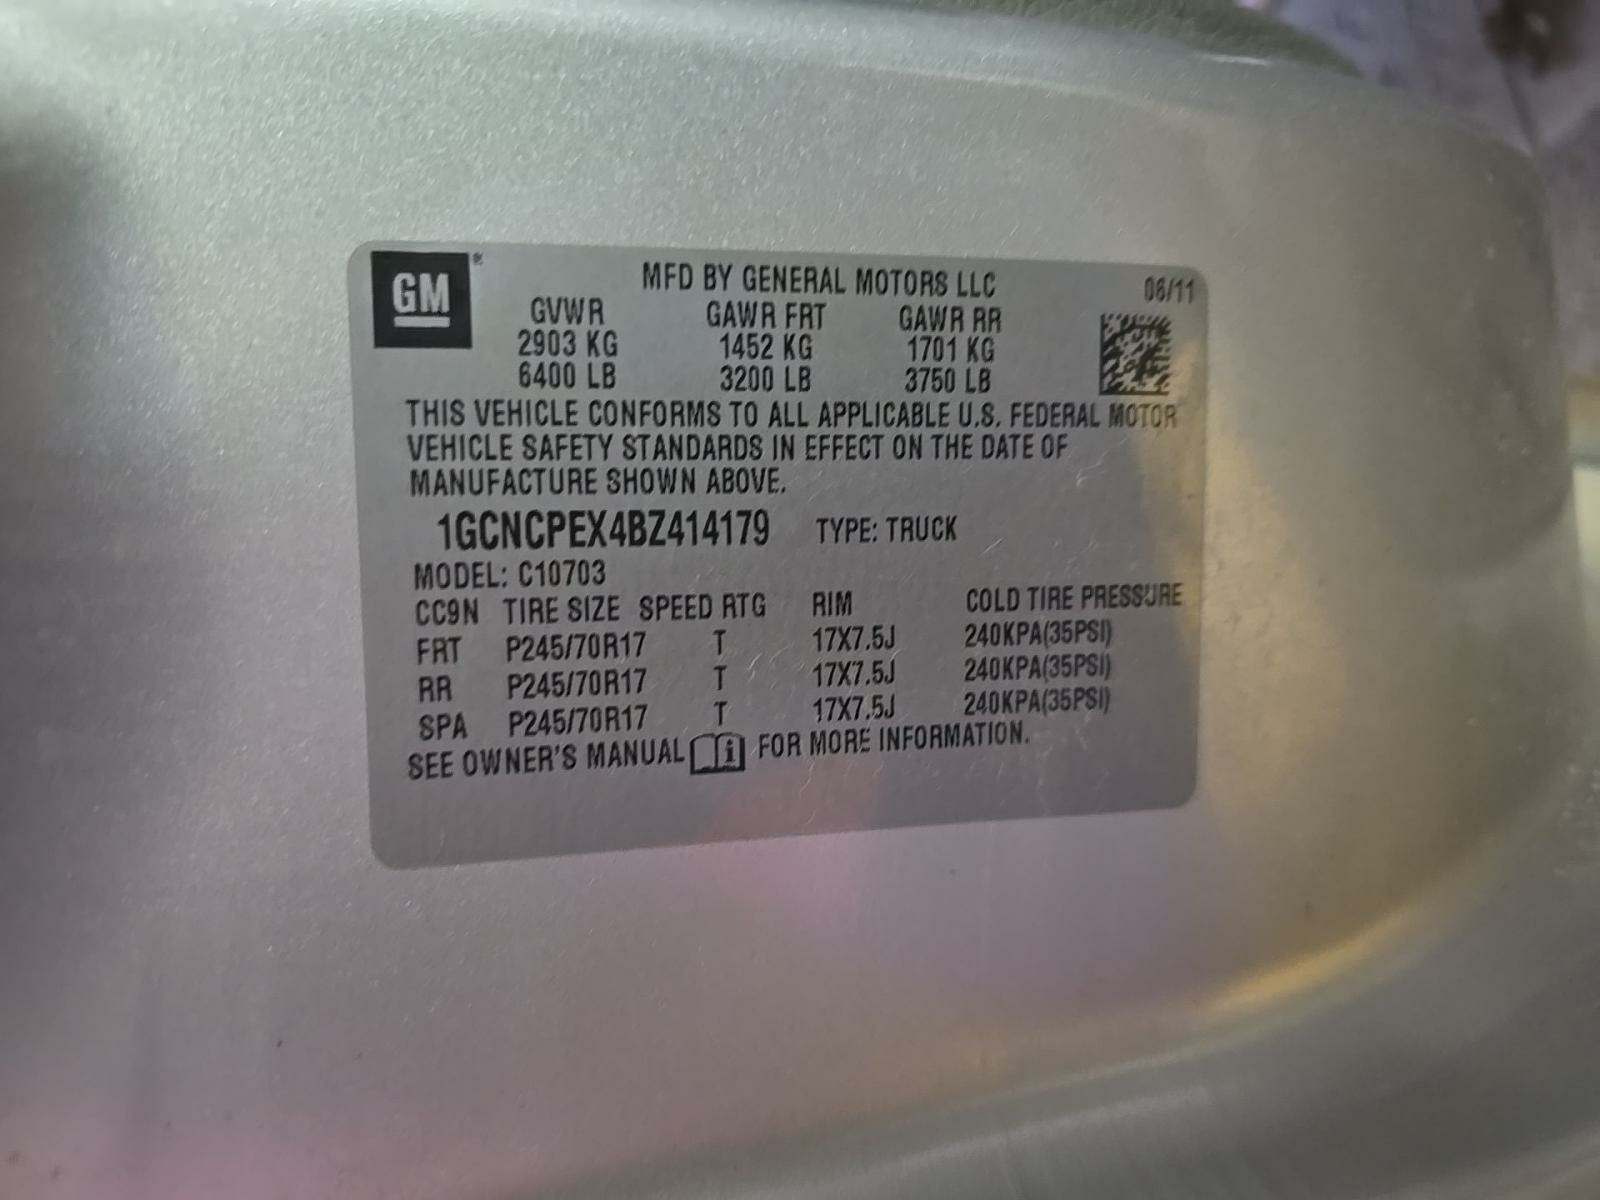 GM®
MFD BY GENERAL MOTORS LLC 06/11
GVWR GAWR FRT GAWR RR
2903 KG 1452 KG 1701 KG
6400 LB 3200 LB 3750 LB
THIS VEHICLE CONFORMS TO ALL APPLICABLE U.S. FEDERAL MOTOR
VEHICLE SAFETY STANDARDS IN EFFECT ON THE DATE OF
MANUFACTURE SHOWN ABOVE.
1GCNCPEX4BZ414179 TYPE: TRUCK
MODEL: C10703
CC9N TIRE SIZE SPEED RTG RIM COLD TIRE PRESSURE
FRT P245/70R17 T 17X7.5J 240KPA(35PSI)
RR P245/70R17 T 17X7.5J 240KPA(35PSI)
SPA P245/70R17 T 17X7.5J 240KPA(35PSI)
SEE OWNER'S MANUAL i FOR MORE INFORMATION.